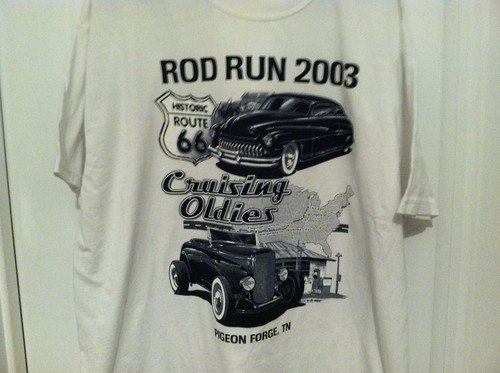 ROD RUN 2003
HISTORIC
ROUTE
66
Cruising
Oldies
PIGEON FORGE, TN